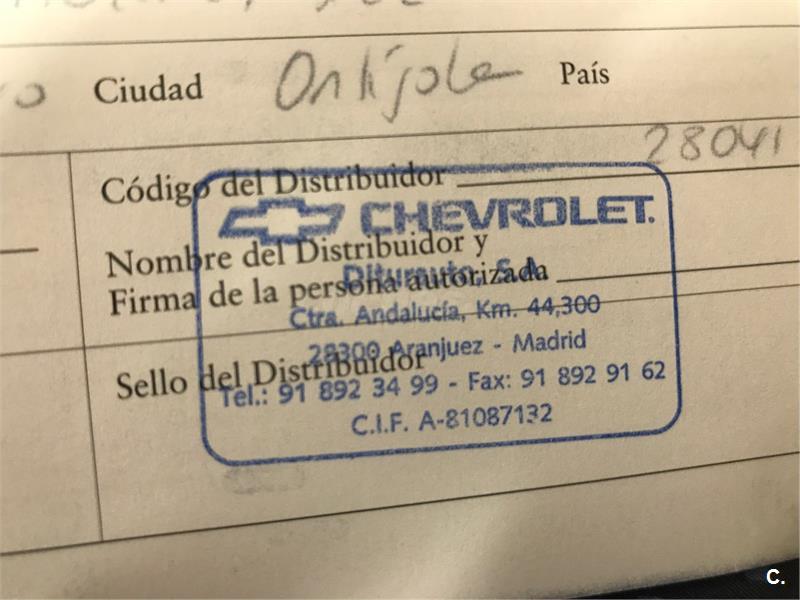 Ciudad Ontígola País
28041
Código del Distribuidor
CHEVROLET.
Nombre del Distribuidor y
Diturauto, S.A.
Firma de la persona autorizada
Ctra. Andalucía, Km. 44,300
28300 Aranjuez - Madrid
Sello del Distribuidor
Tel.: 91 892 34 99 - Fax: 91 892 91 62
C.I.F. A-81087132
C.